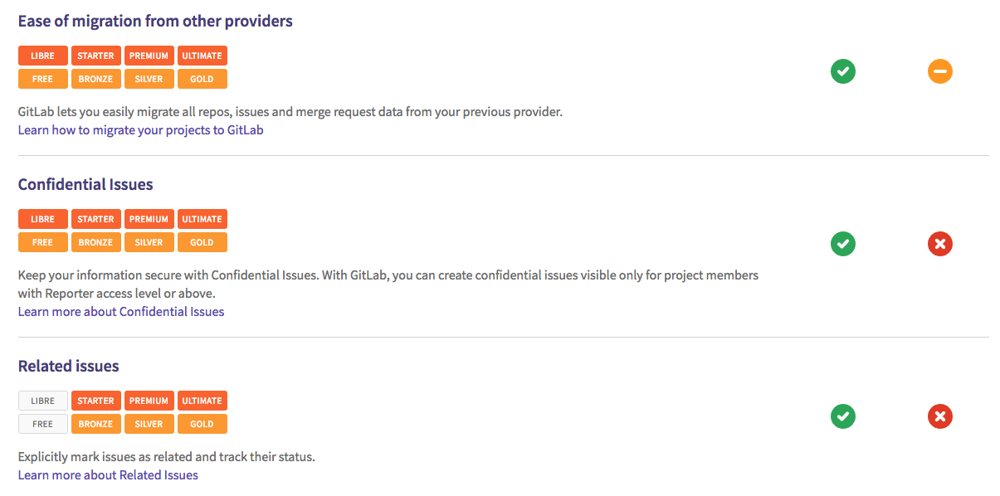 Ease of migration from other providers
LIBRE STARTER PREMIUM ULTIMATE
FREE BRONZE SILVER GOLD
GitLab lets you easily migrate all repos, issues and merge request data from your previous provider.
Learn how to migrate your projects to GitLab
Confidential Issues
LIBRE STARTER PREMIUM ULTIMATE
FREE BRONZE SILVER GOLD
Keep your information secure with Confidential Issues. With GitLab, you can create confidential issues visible only for project members
with Reporter access level or above.
Learn more about Confidential Issues
Related issues
LIBRE STARTER PREMIUM ULTIMATE
FREE BRONZE SILVER GOLD
Explicitly mark issues as related and track their status.
Learn more about Related Issues